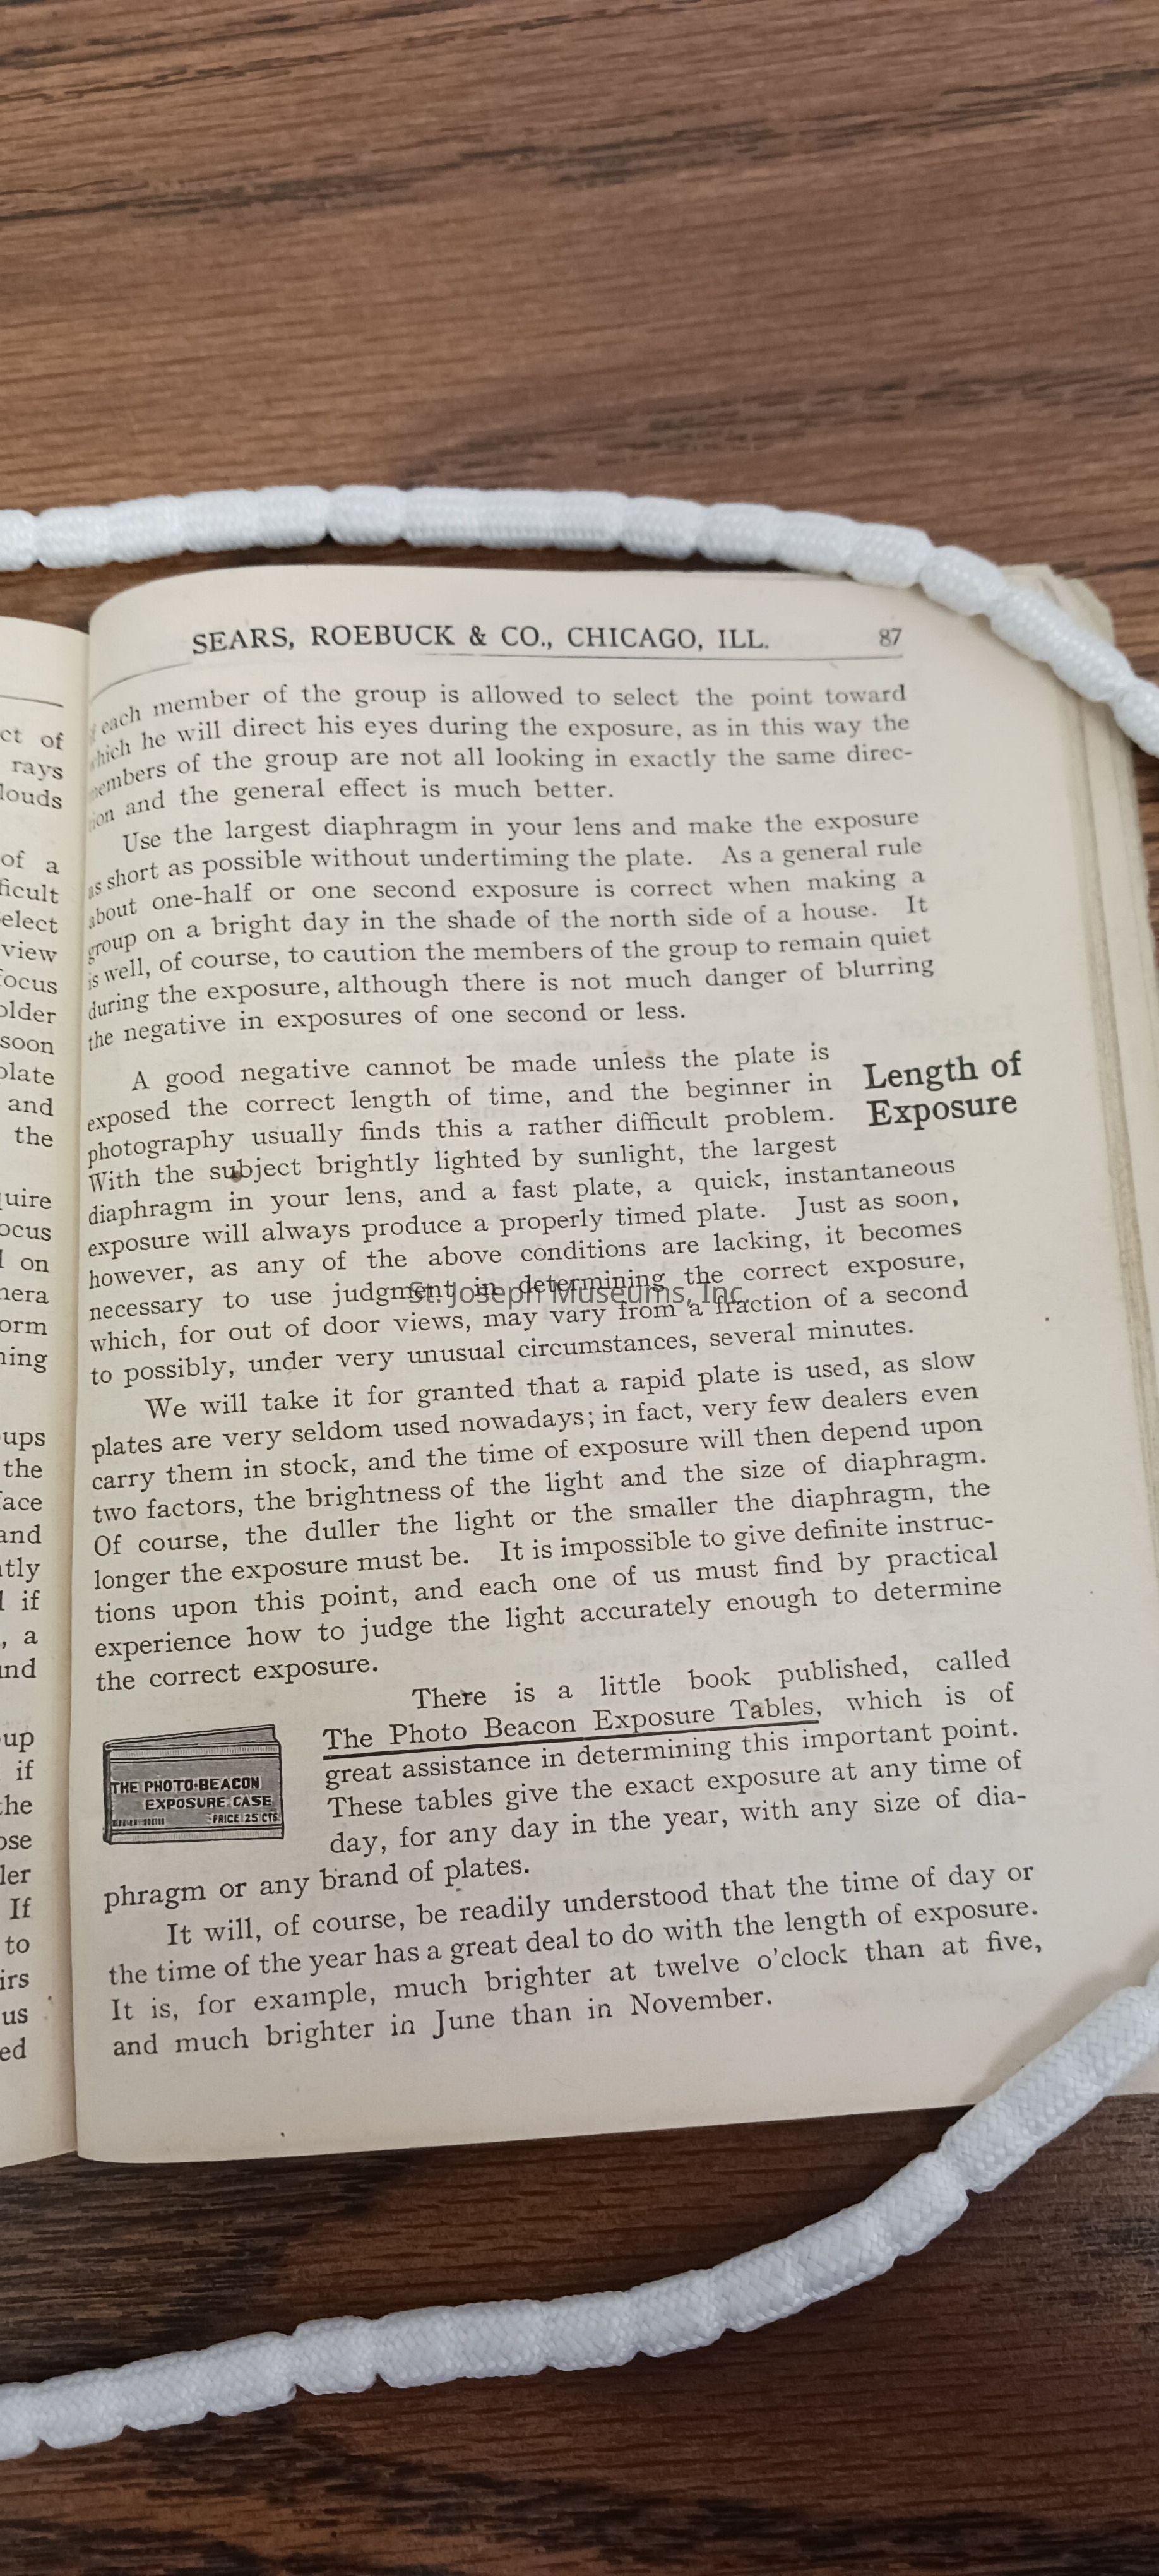 SEARS, ROEBUCK & CO., CHICAGO, ILL. 87
each member of the group is allowed to select the point toward
which he will direct his eyes during the exposure, as in this way the
members of the group are not all looking in exactly the same direc-
tion and the general effect is much better.
Use the largest diaphragm in your lens and make the exposure
as short as possible without undertiming the plate. As a general rule
about one-half or one second exposure is correct when making a
group on a bright day in the shade of the north side of a house. It
is well, of course, to caution the members of the group to remain quiet
during the exposure, although there is not much danger of blurring
the negative in exposures of one second or less.
Length of
Exposure
A good negative cannot be made unless the plate is
exposed the correct length of time, and the beginner in
photography usually finds this a rather difficult problem.
With the subject brightly lighted by sunlight, the largest
diaphragm in your lens, and a fast plate, a quick, instantaneous
exposure will always produce a properly timed plate. Just as soon,
however, as any of the above conditions are lacking, it becomes
necessary to use judgment in determining the correct exposure,
which, for out of door views, may vary from a fraction of a second
to possibly, under very unusual circumstances, several minutes.
St. Joseph Museums, Inc.
We will take it for granted that a rapid plate is used, as slow
plates are very seldom used nowadays; in fact, very few dealers even
carry them in stock, and the time of exposure will then depend upon
two factors, the brightness of the light and the size of diaphragm.
Of course, the duller the light or the smaller the diaphragm, the
longer the exposure must be. It is impossible to give definite instruc-
tions upon this point, and each one of us must find by practical
experience how to judge the light accurately enough to determine
the correct exposure.
There is a little book published, called
The Photo Beacon Exposure Tables, which is of
great assistance in determining this important point.
These tables give the exact exposure at any time of
day, for any day in the year, with any size of dia-
phragm or any brand of plates.
THE PHOTO-BEACON
EXPOSURE CASE
PRICE 25 CTS.
It will, of course, be readily understood that the time of day or
the time of the year has a great deal to do with the length of exposure.
It is, for example, much brighter at twelve o'clock than at five,
and much brighter in June than in November.
ct of
rays
of a
view
soon
and
the
on
ups
the
and
if
, a
up
if
If
to
us